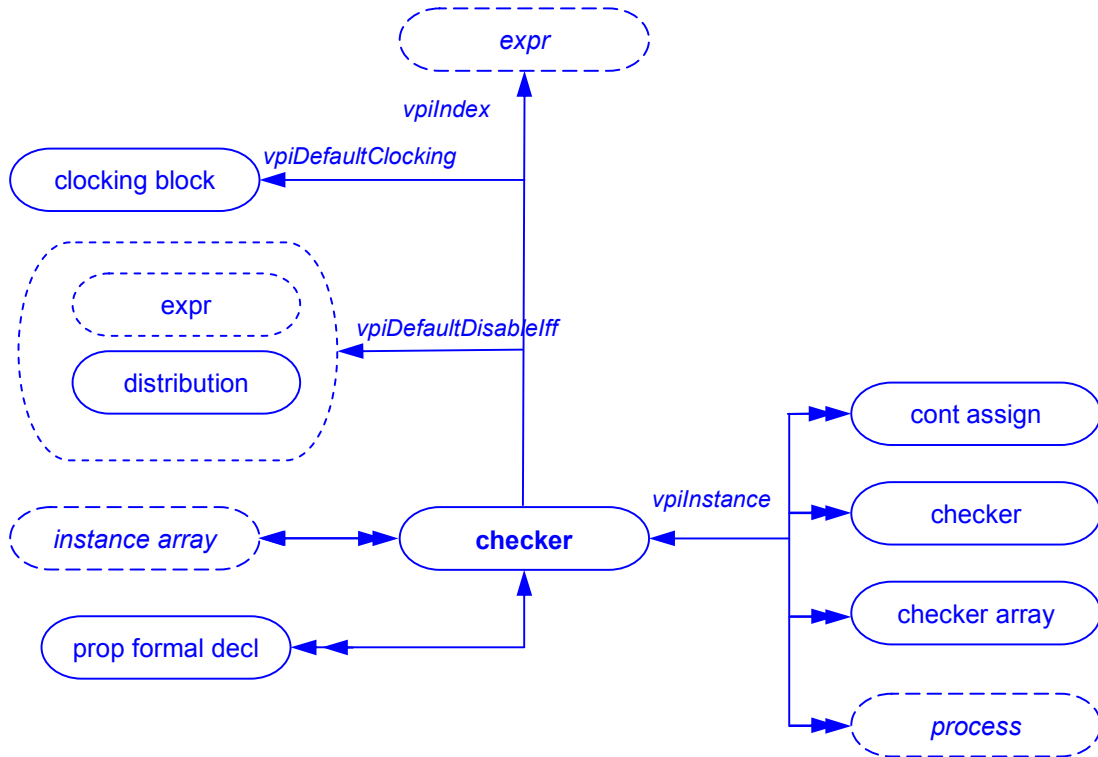 expr
vpiIndex
vpiDefaultClocking
clocking block
expr
vpiDefaultDisableIff
distribution
cont assign
vpiInstance
checker
instance array
checker
checker array
prop formal decl
process